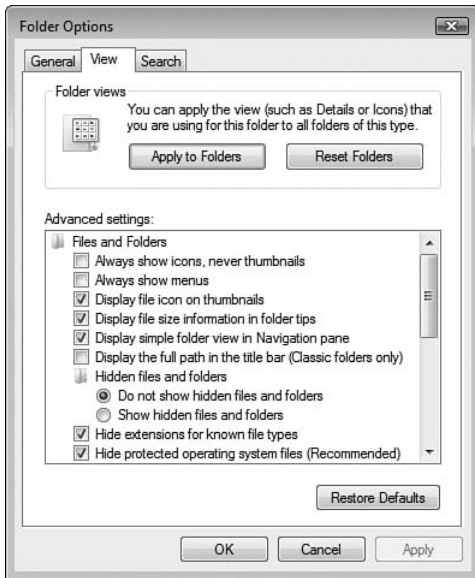 Folder Options
General View Search
Folder views
You can apply the view (such as Details or Icons) that
you are using for this folder to all folders of this type.
Apply to Folders Reset Folders
Advanced settings:
Files and Folders
Always show icons, never thumbnails
Always show menus
Display file icon on thumbnails
Display file size information in folder tips
Display simple folder view in Navigation pane
Display the full path in the title bar (Classic folders only)
Hidden files and folders
Do not show hidden files and folders
Show hidden files and folders
Hide extensions for known file types
Hide protected operating system files (Recommended)
Restore Defaults
OK Cancel Apply